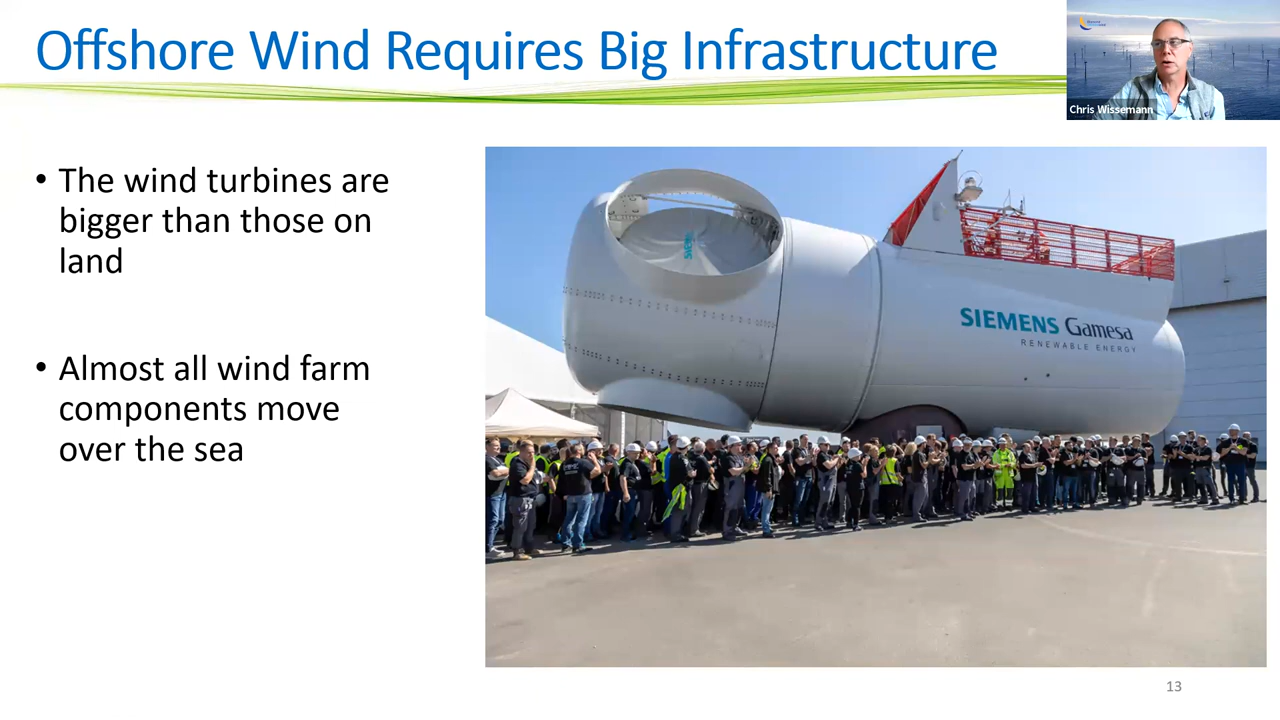 Offshore Wind Requires Big Infrastructure
Chris Wissemann
• The wind turbines are
bigger than those on
land
• Almost all wind farm
components move
over the sea
SIEMENS
SIEMENS Gamesa
RENEWABLE ENERGY
13